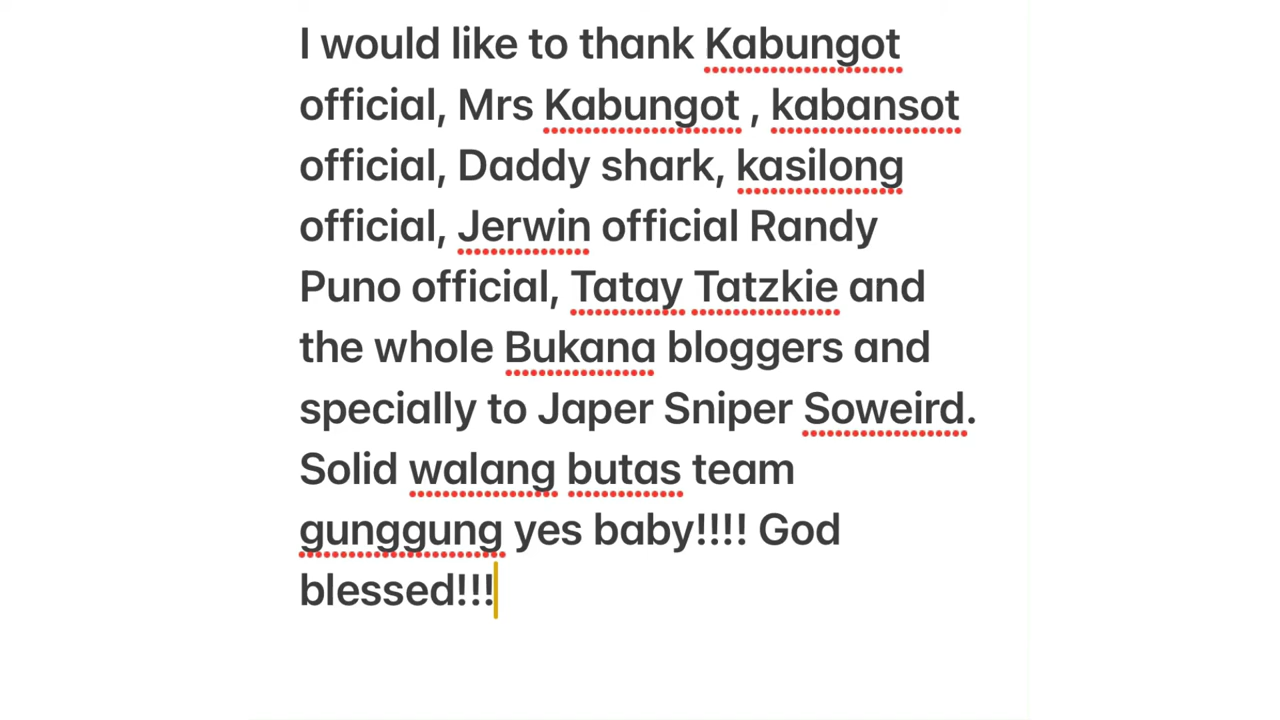 I would like to thank Kabungot
official, Mrs Kabungot , kabansot
official, Daddy shark, kasilong
official, Jerwin official Randy
Puno official, Tatay Tatzkie and
the whole Bukana bloggers and
specially to Japer Sniper Soweird.
Solid walang butas team
gunggung yes baby!!!! God
blessed!!!